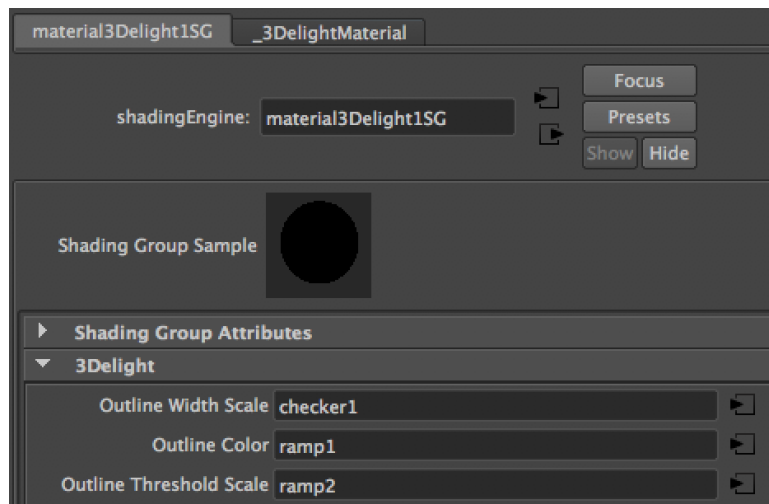 material3Delight1SG
_3DelightMaterial
Focus
shadingEngine: material3Delight1SG
Presets
Show Hide
Shading Group Sample
Shading Group Attributes
3Delight
Outline Width Scale checker1
Outline Color ramp1
Outline Threshold Scale ramp2